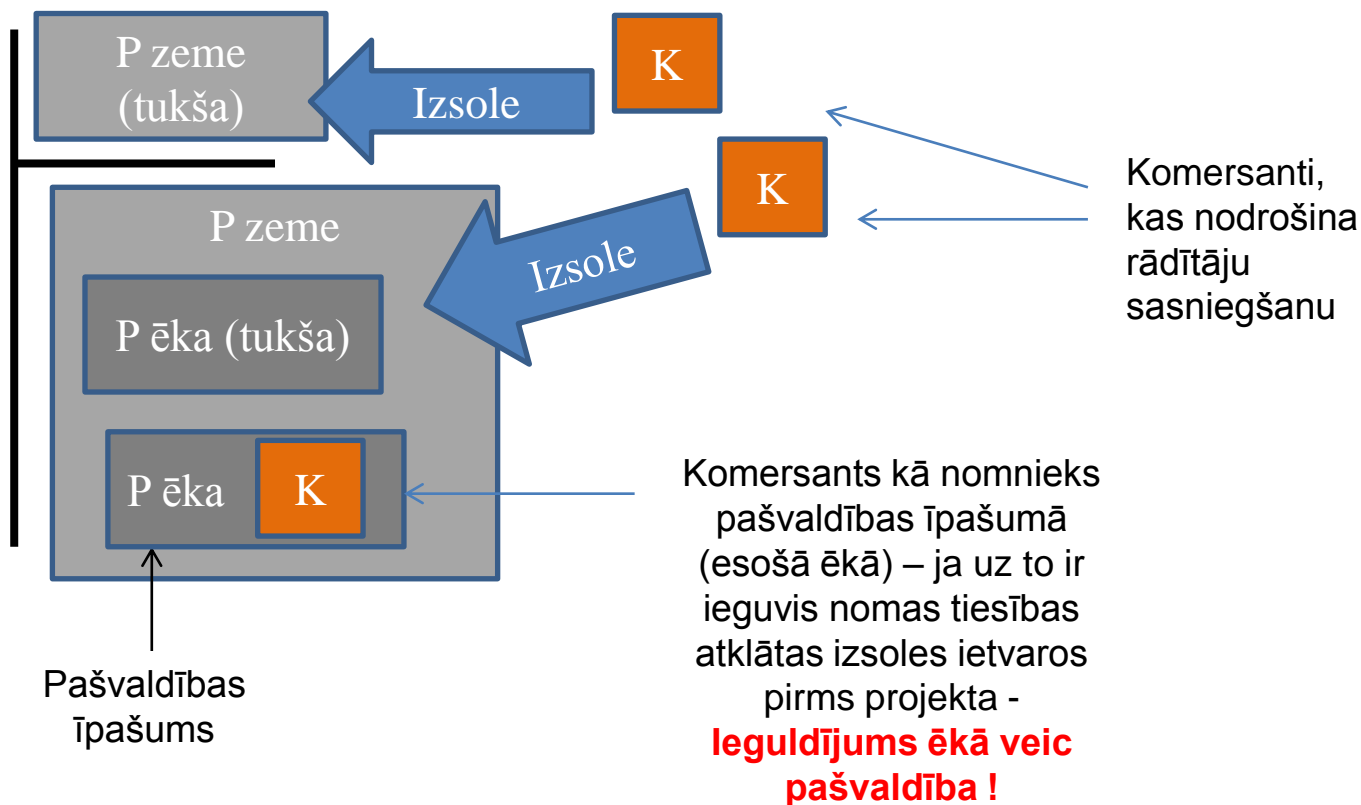 P zeme
(tukša)
Izsole
K
K
Izsole
Komersanti,
kas nodrošina
rādītāju
sasniegšanu
P zeme
P ēka (tukša)
P ēka
K
Komersants kā nomnieks
pašvaldības īpašumā
(esošā ēkā) – ja uz to ir
ieguvis nomas tiesības
atklātas izsoles ietvaros
pirms projekta -
Ieguldījums ēkā veic
pašvaldība !
Pašvaldības
īpašums